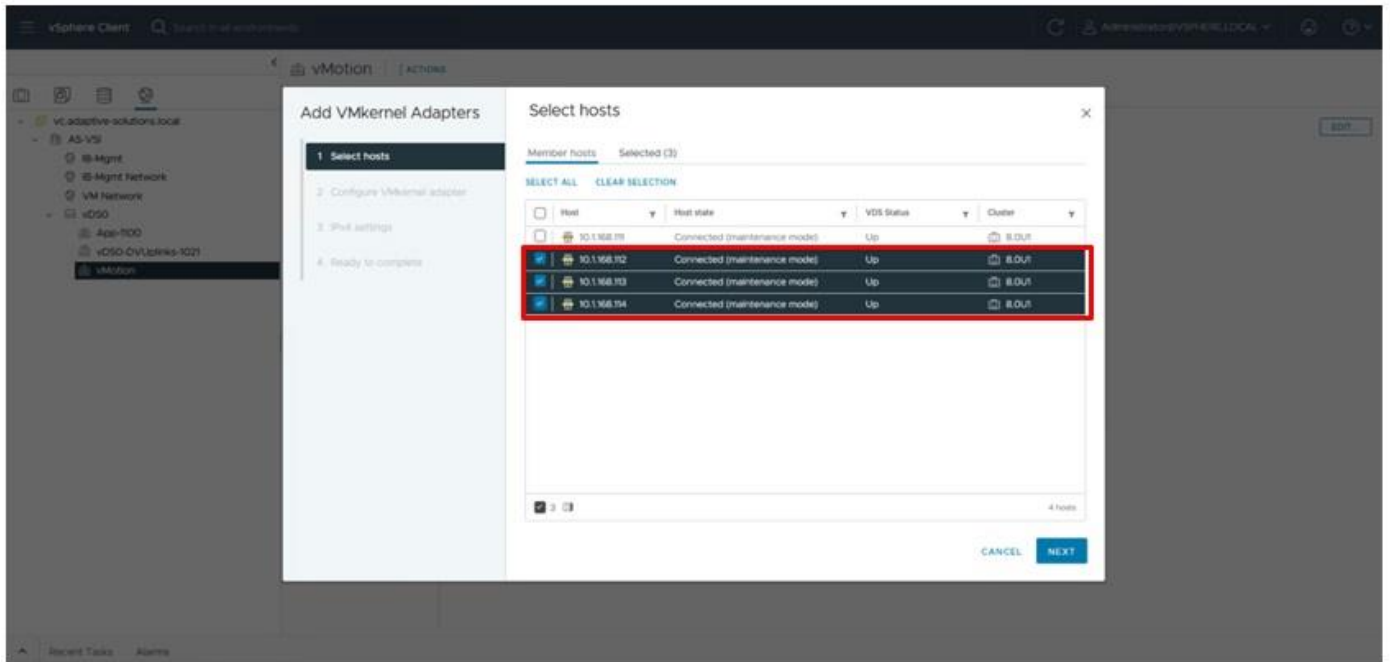 vSphere Client Search in all environments Administrator@VSPHERE.LOCAL
vMotion ACTIONS
vc.adaptive-solutions.local
AS-VSI
IB-Mgmt
IB-Mgmt Network
VM Network
vDS0
App-1100
vDS0-DVUplinks-1021
vMotion
EDIT...
Add VMkernel Adapters
1 Select hosts
2 Configure VMkernel adapter
3 IPv4 settings
4 Ready to complete
Select hosts
Member hosts Selected (3)
SELECT ALL CLEAR SELECTION
Host Host state VDS Status Cluster
10.1.168.111 Connected (maintenance mode) Up 8.0U1
10.1.168.112 Connected (maintenance mode) Up 8.0U1
10.1.168.113 Connected (maintenance mode) Up 8.0U1
10.1.168.114 Connected (maintenance mode) Up 8.0U1
3 4 hosts
CANCEL NEXT
Recent Tasks Alarms